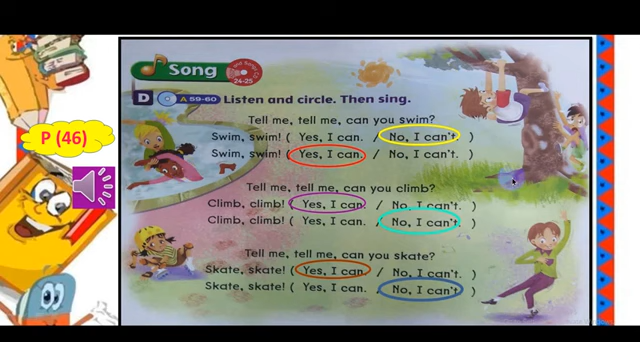 Song
24-25
D A 59-60 Listen and circle. Then sing.
Tell me, tell me, can you swim?
Swim, swim! ( Yes, I can. / No, I can't. )
Swim, swim! ( Yes, I can. / No, I can't. )
P (46)
Tell me, tell me, can you climb?
Climb, climb! ( Yes, I can. / No, I can't. )
Climb, climb! ( Yes, I can. / No, I can't. )
Tell me, tell me, can you skate?
Skate, skate! ( Yes, I can. / No, I can't. )
Skate, skate! ( Yes, I can. / No, I can't. )